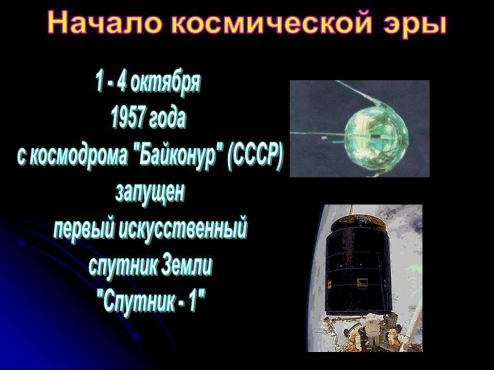 Начало космической эры
1 - 4 октября
1957 года
с космодрома "Байконур" (СССР)
запущен
первый искусственный
спутник Земли
"Спутник - 1"